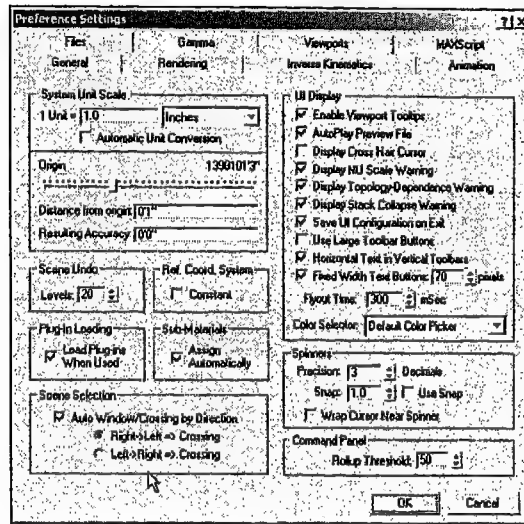 Preference Settings
Files Gamma Viewports MAXScript
General Rendering Inverse Kinematics Animation
System Unit Scale
1 Unit = 1.0 Inches
Automatic Unit Conversion
Origin 1398101'3"
Distance from origin: 0'1"
Resulting Accuracy: 0'0"
Scene Undo
Levels: 20
Ref. Coord. System
Constant
Plug-In Loading
Load Plug-ins
When Used
Sub-Materials
Assign
Automatically
Scene Selection
Auto Window/Crossing by Direction
Right->Left => Crossing
Left->Right => Crossing
UI Display
Enable Viewport Tooltips
AutoPlay Preview File
Display Cross Hair Cursor
Display NU Scale Warning
Display Topology-Dependence Warning
Display Stack Collapse Warning
Save UI Configuration on Exit
Use Large Toolbar Buttons
Horizontal Text in Vertical Toolbars
Fixed Width Text Buttons: 70 pixels
Flyout Time: 300 mSec
Color Selector: Default Color Picker
Spinners
Precision: 3 Decimals
Snap: 1.0 Use Snap
Wrap Cursor Near Spinner
Command Panel
Rollup Threshold: 50
OK Cancel